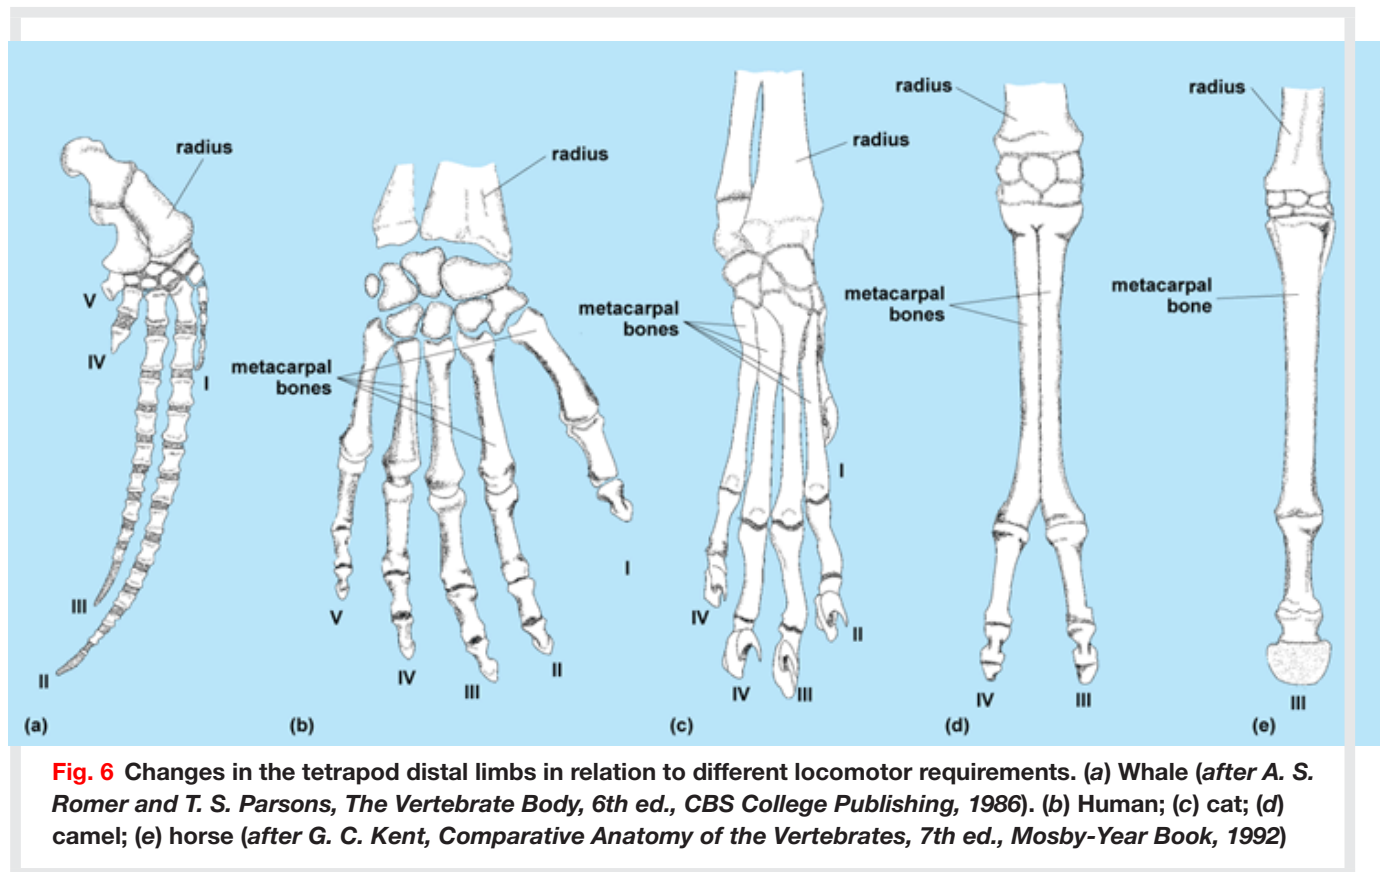 radius
V
IV
I
III
II
(a)
radius
metacarpal
bones
I
V
IV
III
II
(b)
radius
metacarpal
bones
I
IV
II
IV
III
(c)
radius
metacarpal
bones
IV
III
(d)
radius
metacarpal
bone
III
(e)
Fig. 6 Changes in the tetrapod distal limbs in relation to different locomotor requirements. (a) Whale (after A. S.
Romer and T. S. Parsons, The Vertebrate Body, 6th ed., CBS College Publishing, 1986). (b) Human; (c) cat; (d)
camel; (e) horse (after G. C. Kent, Comparative Anatomy of the Vertebrates, 7th ed., Mosby-Year Book, 1992)